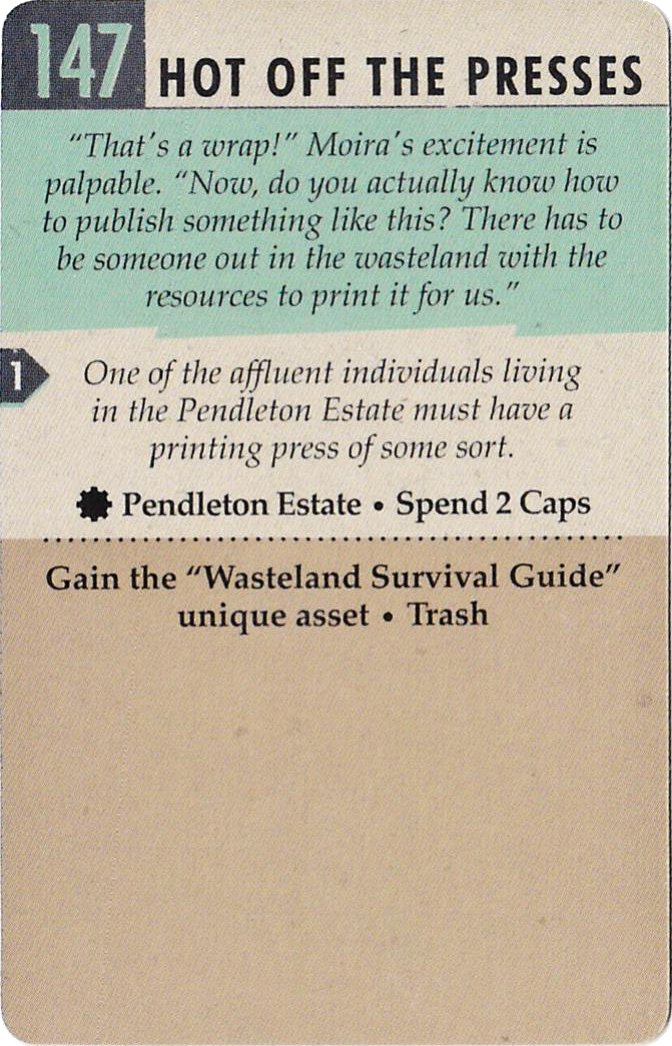 147 HOT OFF THE PRESSES
“That’s a wrap!” Moira’s excitement is
palpable. “Now, do you actually know how
to publish something like this? There has to
be someone out in the wasteland with the
resources to print it for us.”
1
One of the affluent individuals living
in the Pendleton Estate must have a
printing press of some sort.
Pendleton Estate • Spend 2 Caps
Gain the “Wasteland Survival Guide”
unique asset • Trash